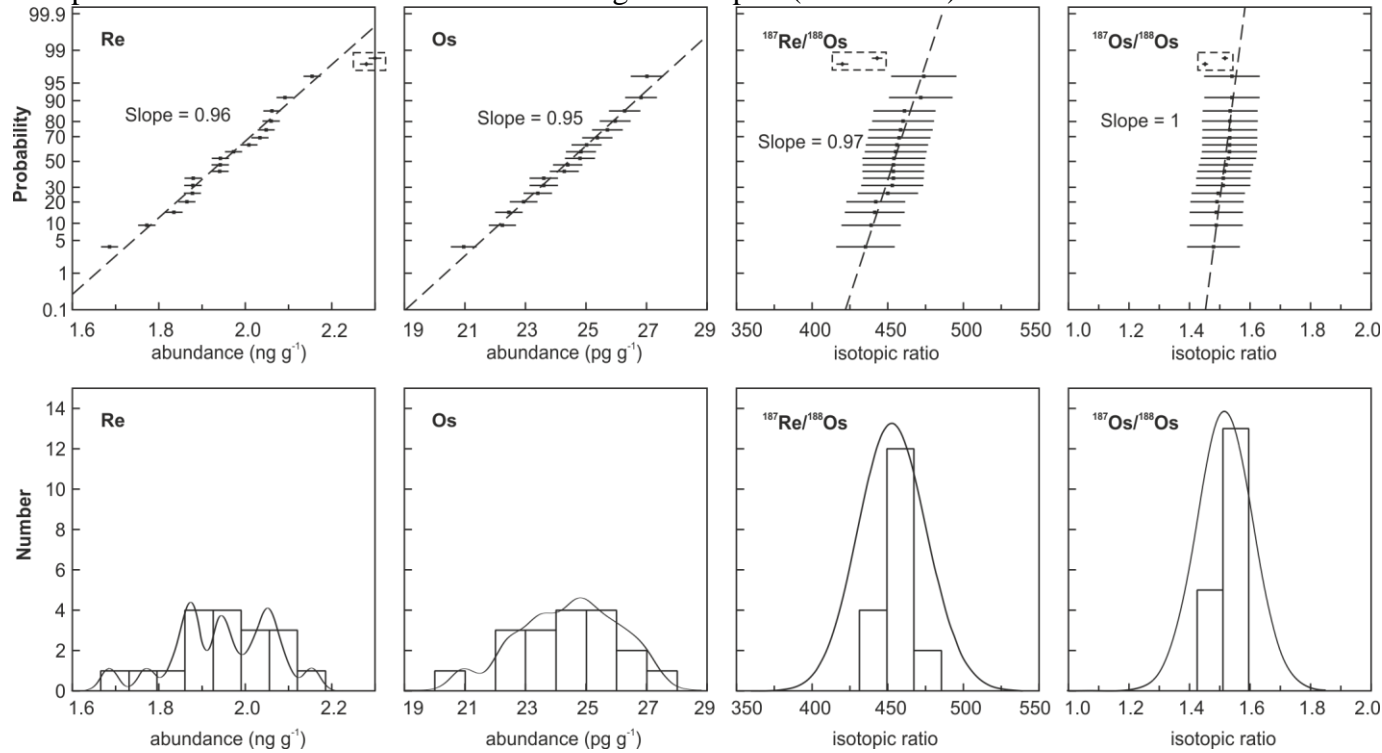 99.9
99
95
90
80
70
50
30
20
10
5
1
0.1
Probability
Re
Slope = 0.96
1.6 1.8 2.0 2.2
abundance (ng g⁻¹)
Os
Slope = 0.95
19 21 23 25 27 29
abundance (pg g⁻¹)
¹⁸⁷Re/¹⁸⁸Os
Slope = 0.97
350 400 450 500 550
isotopic ratio
¹⁸⁷Os/¹⁸⁸Os
Slope = 1
1.0 1.2 1.4 1.6 1.8 2.0
isotopic ratio
14
12
10
8
6
4
2
0
Number
Re
1.6 1.8 2.0 2.2
abundance (ng g⁻¹)
Os
19 21 23 25 27 29
abundance (pg g⁻¹)
¹⁸⁷Re/¹⁸⁸Os
350 400 450 500 550
isotopic ratio
¹⁸⁷Os/¹⁸⁸Os
1.0 1.2 1.4 1.6 1.8 2.0
isotopic ratio